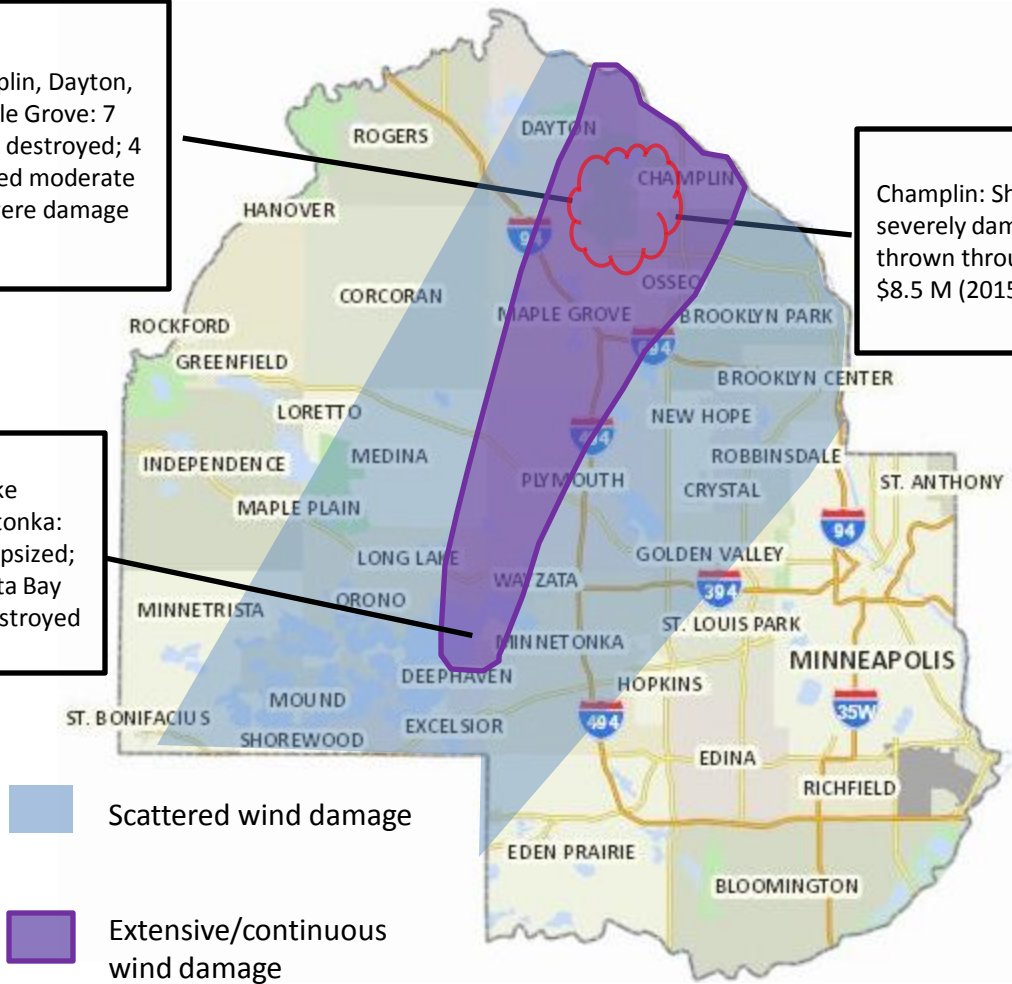 plin, Dayton,
le Grove: 7
destroyed; 4
ed moderate
vere damage
Champlin: Sh
severely dam
thrown throu
$8.5 M (2015
ke
tonka:
psized;
ta Bay
stroyed
ROGERS
DAYTON
CHAMPLIN
HANOVER
94
CORCORAN
OSSEO
MAPLE GROVE
BROOKLYN PARK
ROCKFORD
694
GREENFIELD
BROOKLYN CENTER
LORETTO
NEW HOPE
494
INDEPENDENCE
MEDINA
ROBBINSDALE
PLYMOUTH
CRYSTAL
ST. ANTHONY
MAPLE PLAIN
94
LONG LAKE
GOLDEN VALLEY
WAYZATA
394
MINNETRISTA
ORONO
ST. LOUIS PARK
MINNETONKA
MINNEAPOLIS
DEEPHAVEN
HOPKINS
MOUND
35W
ST. BONIFACIUS
EXCELSIOR
494
SHOREWOOD
EDINA
RICHFIELD
Scattered wind damage
EDEN PRAIRIE
BLOOMINGTON
Extensive/continuous
wind damage